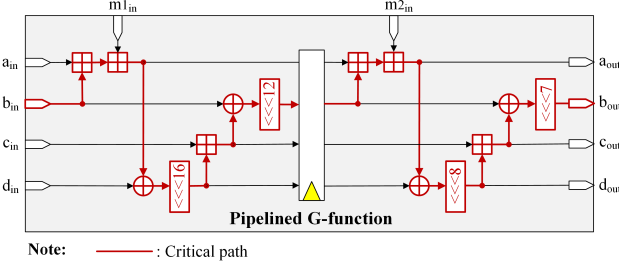 m1in m2in
ain aout
bin <<<12 <<<7 bout
cin cout
din <<<16 <<<8 dout
Pipelined G-function
Note: : Critical path